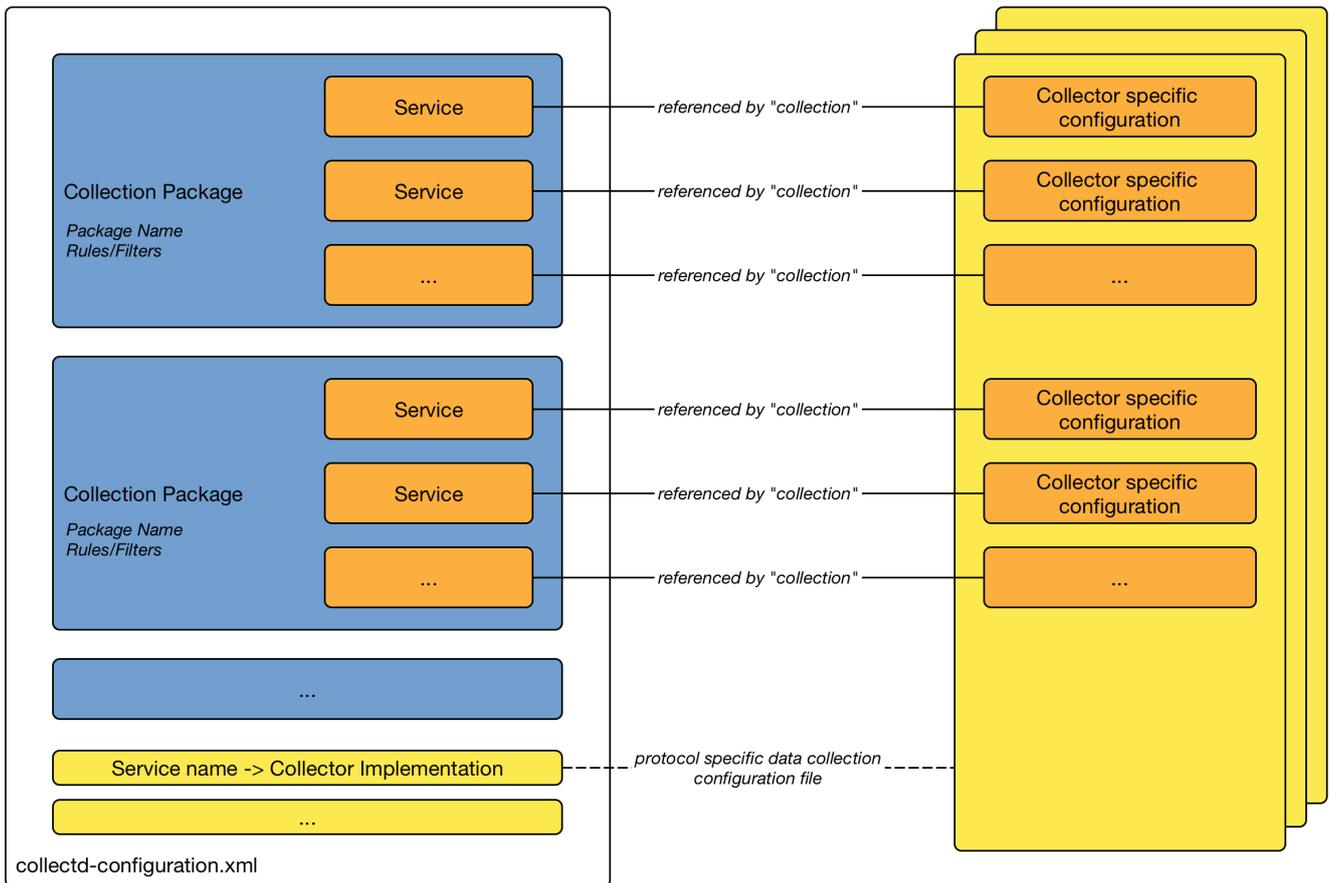 Service
referenced by "collection"
Collector specific
configuration
Collection Package
Package Name
Rules/Filters
Service
referenced by "collection"
Collector specific
configuration
...
referenced by "collection"
...
Service
referenced by "collection"
Collector specific
configuration
Collection Package
Package Name
Rules/Filters
Service
referenced by "collection"
Collector specific
configuration
...
referenced by "collection"
...
...
Service name -> Collector Implementation
protocol specific data collection
configuration file
...
collectd-configuration.xml